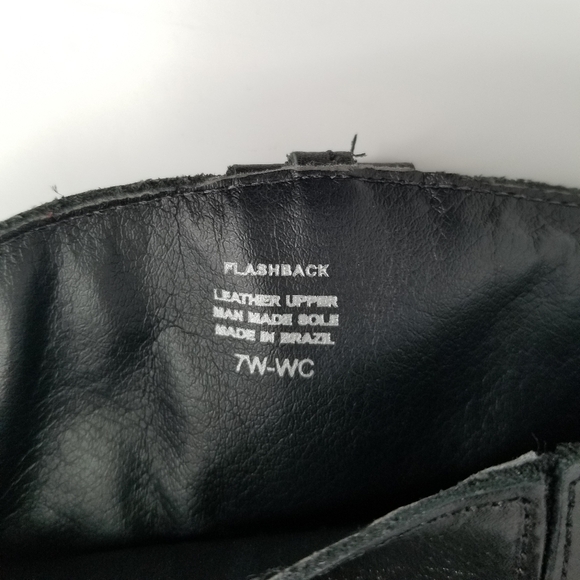 FLASHBACK
LEATHER UPPER
MAN MADE SOLE
MADE IN BRAZIL
7W-WC